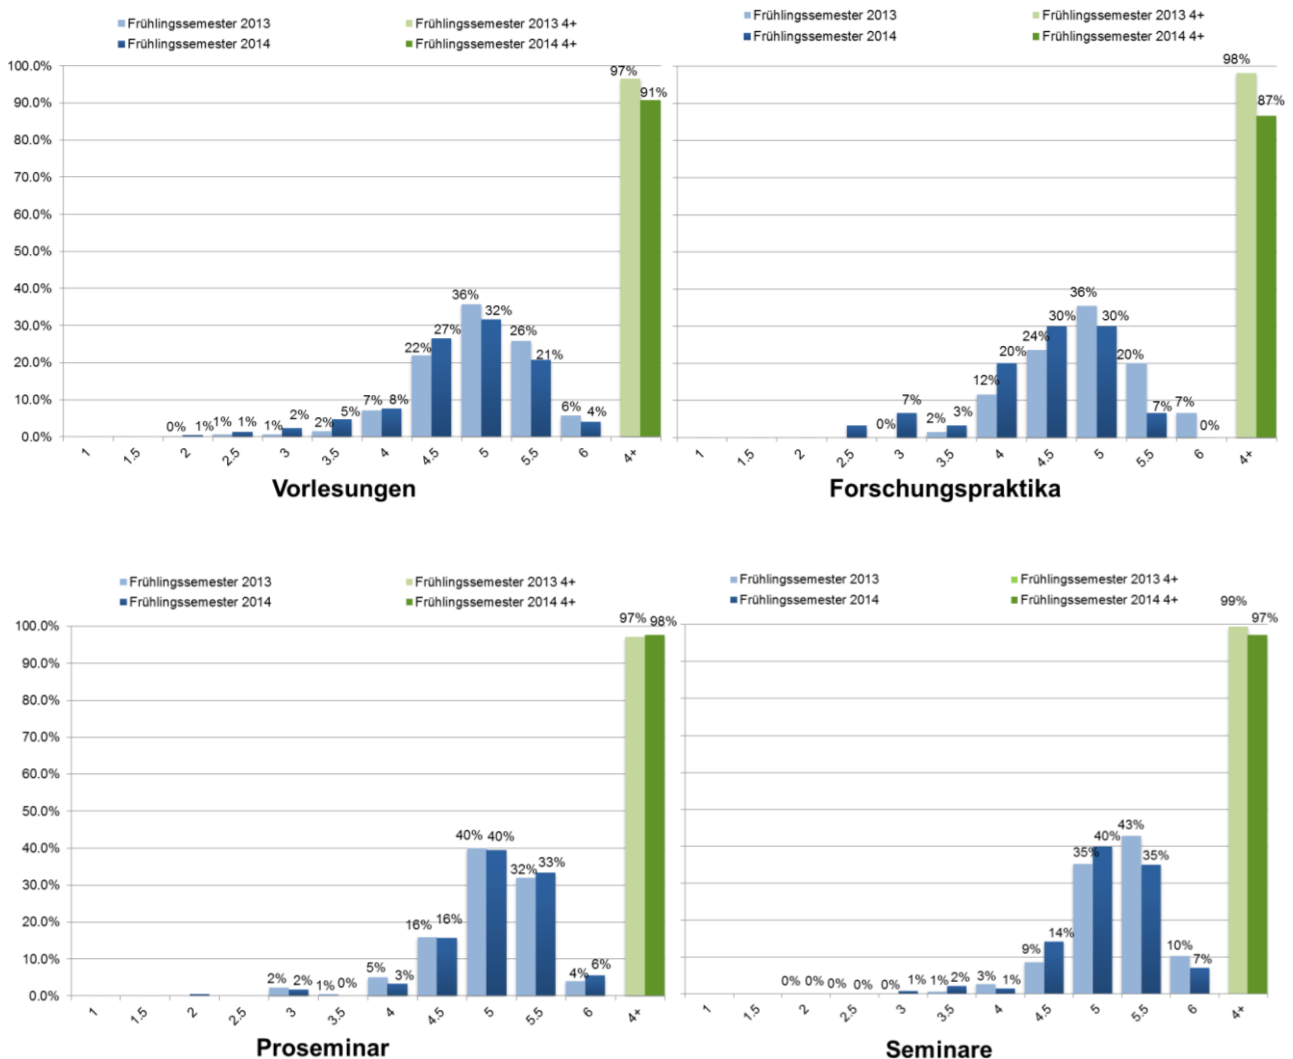 Frühlingssemester 2013 Frühlingssemester 2013 4+
Frühlingssemester 2014 Frühlingssemester 2014 4+
100.0%
90.0%
80.0%
70.0%
60.0%
50.0%
40.0%
30.0%
20.0%
10.0%
0.0%
0% 1% 1% 1% 1% 2% 2% 5% 7% 8% 22% 27% 36% 32% 26% 21% 6% 4% 97% 91%
1 1.5 2 2.5 3 3.5 4 4.5 5 5.5 6 4+
Vorlesungen
Frühlingssemester 2013 Frühlingssemester 2013 4+
Frühlingssemester 2014 Frühlingssemester 2014 4+
0% 7% 2% 3% 12% 20% 24% 30% 36% 30% 20% 7% 7% 0% 98% 87%
1 1.5 2 2.5 3 3.5 4 4.5 5 5.5 6 4+
Forschungspraktika
Frühlingssemester 2013 Frühlingssemester 2013 4+
Frühlingssemester 2014 Frühlingssemester 2014 4+
100.0%
90.0%
80.0%
70.0%
60.0%
50.0%
40.0%
30.0%
20.0%
10.0%
0.0%
2% 2% 1% 0% 5% 3% 16% 16% 40% 40% 32% 33% 4% 6% 97% 98%
1 1.5 2 2.5 3 3.5 4 4.5 5 5.5 6 4+
Proseminar
Frühlingssemester 2013 Frühlingssemester 2013 4+
Frühlingssemester 2014 Frühlingssemester 2014 4+
0% 0% 0% 0% 0% 1% 1% 2% 3% 1% 9% 14% 35% 40% 43% 35% 10% 7% 99% 97%
1 1.5 2 2.5 3 3.5 4 4.5 5 5.5 6 4+
Seminare